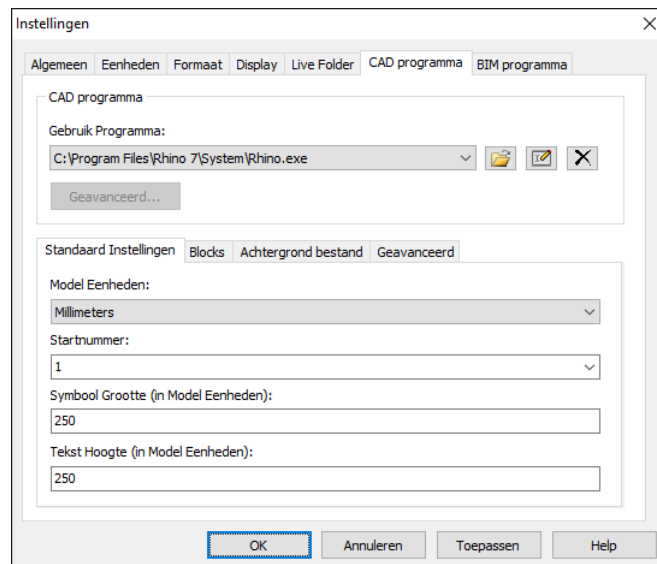 Instellingen
Algemeen Eenheden Formaat Display Live Folder CAD programma BIM programma
CAD programma
Gebruik Programma:
C:\Program Files\Rhino 7\System\Rhino.exe
Geavanceerd...
Standaard Instellingen Blocks Achtergrond bestand Geavanceerd
Model Eenheden:
Millimeters
Startnummer:
1
Symbool Grootte (in Model Eenheden):
250
Tekst Hoogte (in Model Eenheden):
250
OK Annuleren Toepassen Help